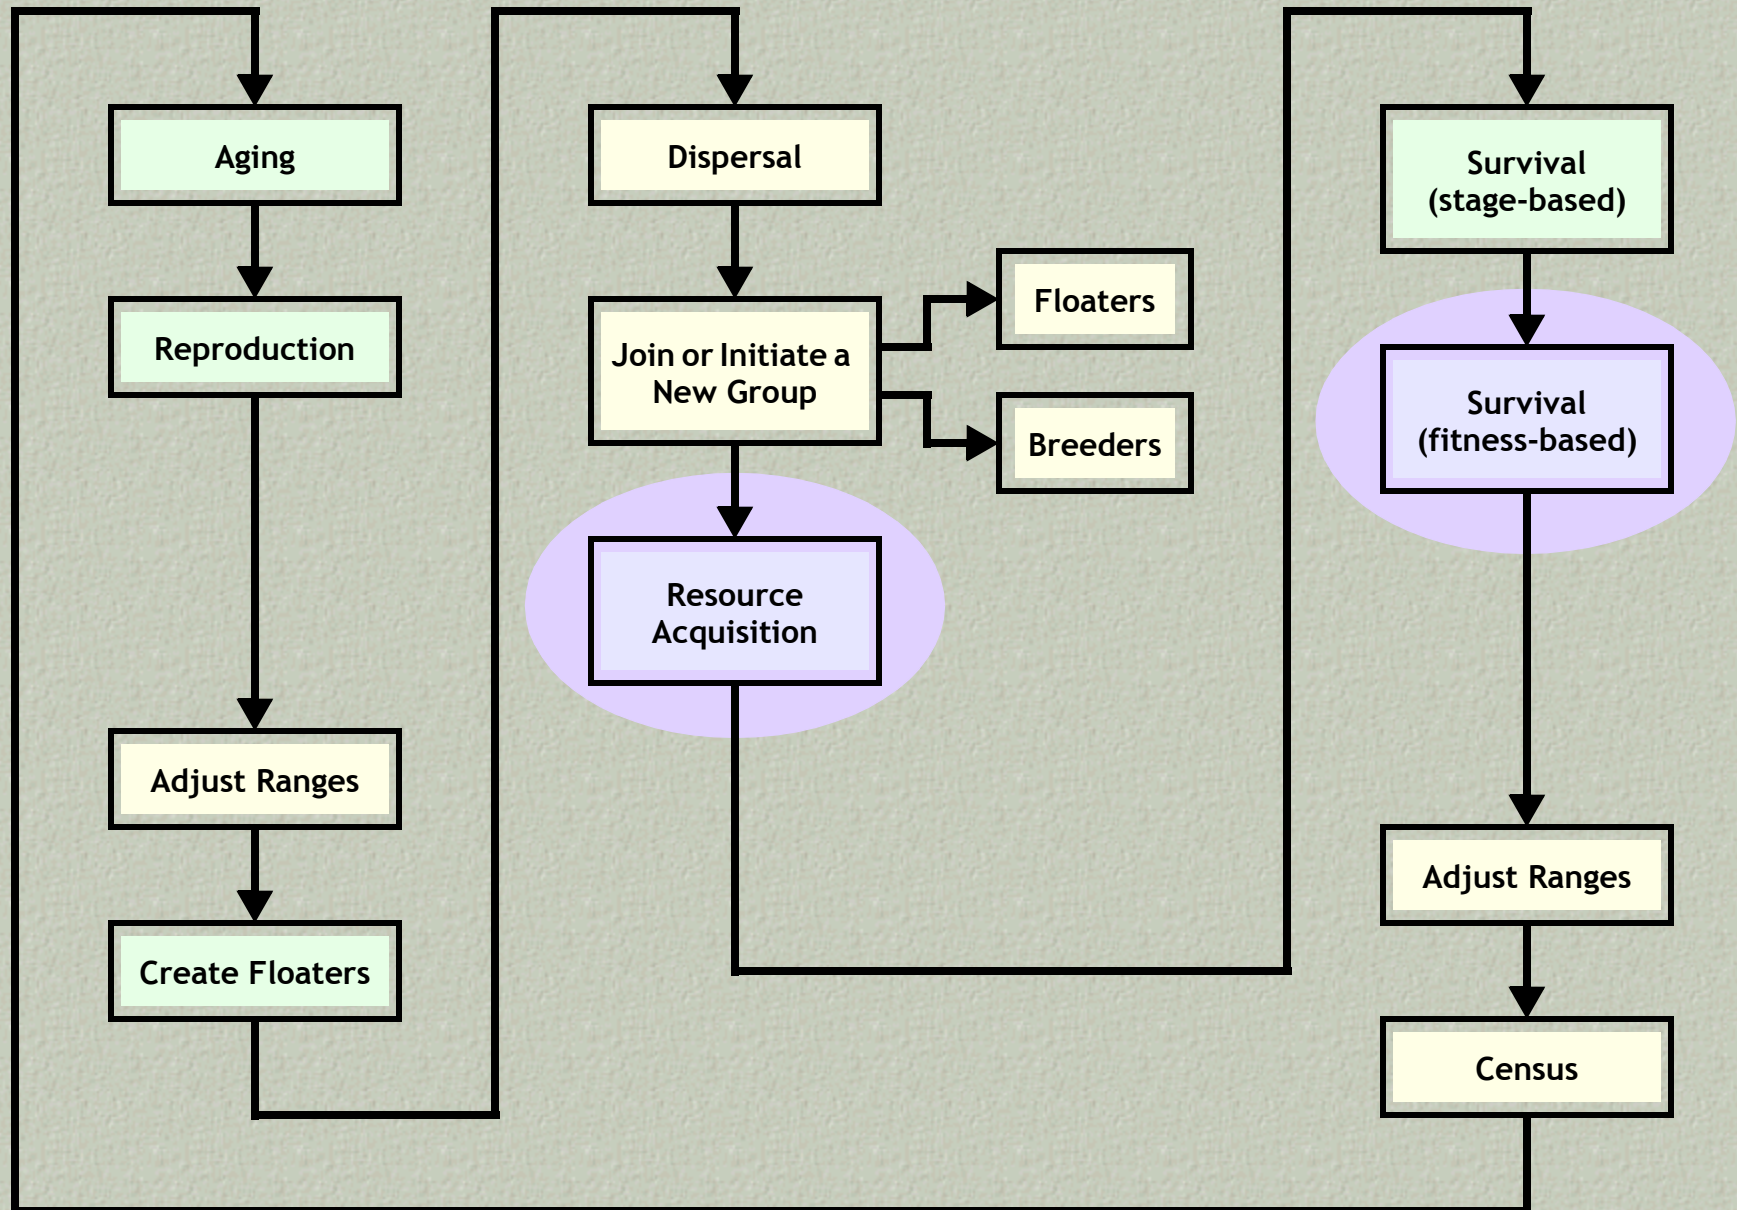 Aging
Reproduction
Adjust Ranges
Create Floaters
Dispersal
Join or Initiate a
New Group
Floaters
Breeders
Resource
Acquisition
Survival
(stage-based)
Survival
(fitness-based)
Adjust Ranges
Census